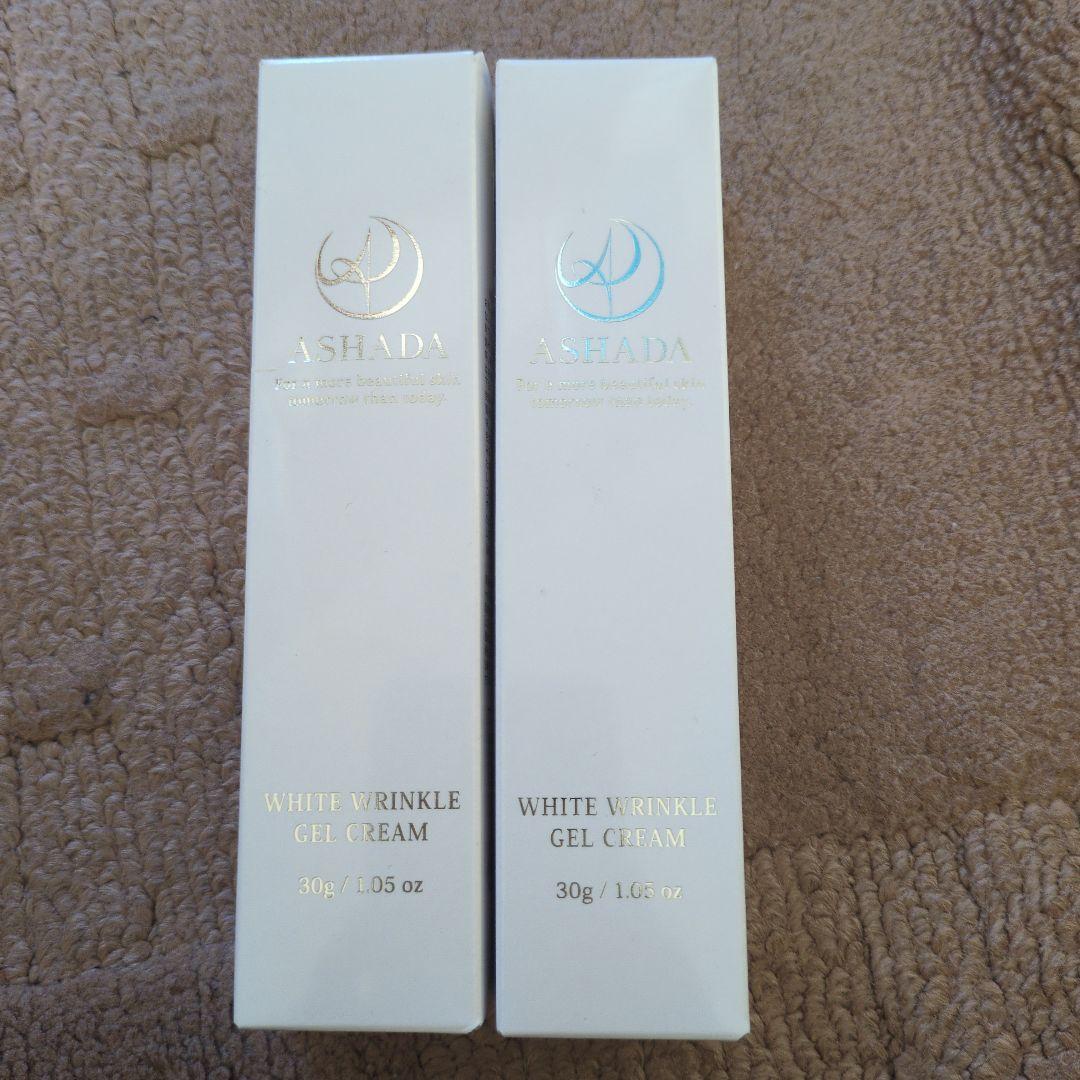 ASHADA
For a more beautiful skin
tomorrow than today.
WHITE WRINKLE
GEL CREAM
30g / 1.05 oz
ASHADA
For a more beautiful skin
tomorrow than today.
WHITE WRINKLE
GEL CREAM
30g / 1.05 oz